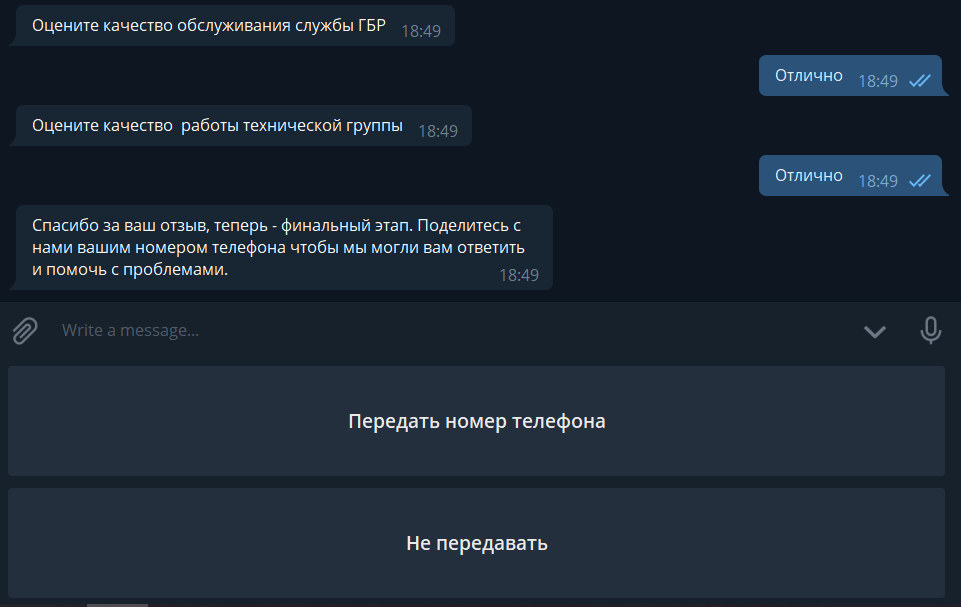 Оцените качество обслуживания службы ГБР 18:49
Отлично 18:49
Оцените качество  работы технической группы 18:49
Отлично 18:49
Спасибо за ваш отзыв, теперь - финальный этап. Поделитесь с
нами вашим номером телефона чтобы мы могли вам ответить
и помочь с проблемами. 18:49
Write a message...
Передать номер телефона
Не передавать